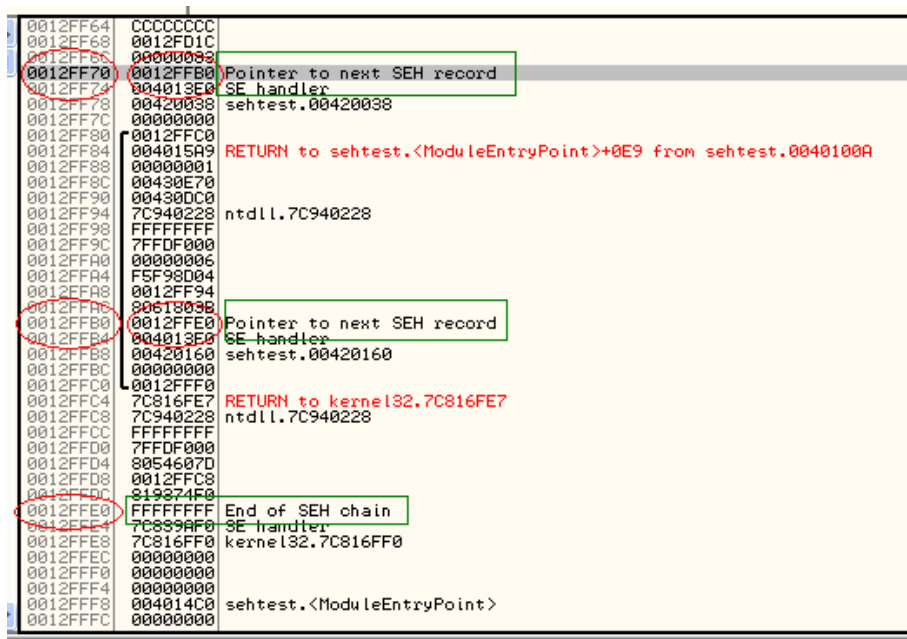 0012FF64 CCCCCCCC
0012FF68 0012FD1C
0012FF6C 00000033
0012FF70 0012FFB0 Pointer to next SEH record
0012FF74 004013E0 SE handler
0012FF78 00420038 sehtest.00420038
0012FF7C 00000000
0012FF80 0012FFC0
0012FF84 004015A9 RETURN to sehtest.<ModuleEntryPoint>+0E9 from sehtest.0040100A
0012FF88 00000001
0012FF8C 00430E70
0012FF90 00430DC0
0012FF94 7C940228 ntdll.7C940228
0012FF98 FFFFFFFF
0012FF9C 7FFDF000
0012FFA0 00000006
0012FFA4 F5F98D04
0012FFA8 0012FF94
0012FFAC 8061803B
0012FFB0 0012FFE0 Pointer to next SEH record
0012FFB4 004013E0 SE handler
0012FFB8 00420160 sehtest.00420160
0012FFBC 00000000
0012FFC0 0012FFF0
0012FFC4 7C816FE7 RETURN to kernel32.7C816FE7
0012FFC8 7C940228 ntdll.7C940228
0012FFCC FFFFFFFF
0012FFD0 7FFDF000
0012FFD4 8054607D
0012FFD8 0012FFC8
0012FFDC 819374F0
0012FFE0 FFFFFFFF End of SEH chain
0012FFE4 7C839AF0 SE handler
0012FFE8 7C816FF0 kernel32.7C816FF0
0012FFEC 00000000
0012FFF0 00000000
0012FFF4 00000000
0012FFF8 004014C0 sehtest.<ModuleEntryPoint>
0012FFFC 00000000